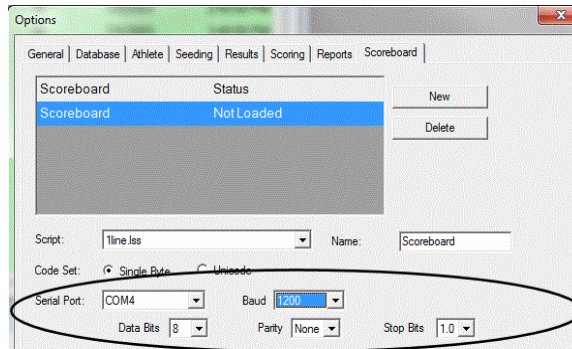 Options
General Database Athlete Seeding Results Scoring Reports Scoreboard
Scoreboard Status
Scoreboard Not Loaded
New
Delete
Script: 1line.lss Name: Scoreboard
Code Set: Single Byte Unicode
Serial Port: COM4 Baud 1200
Data Bits 8 Parity None Stop Bits 1.0